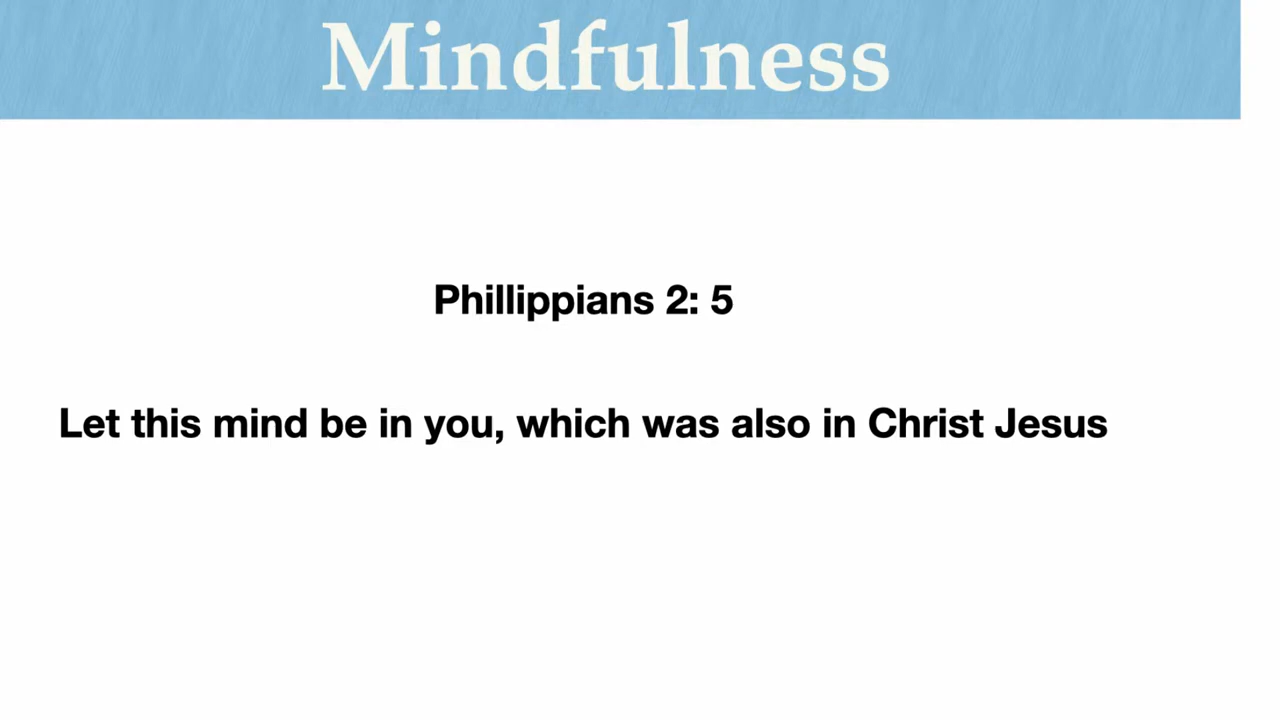 Mindfulness
Phillippians 2: 5
Let this mind be in you, which was also in Christ Jesus